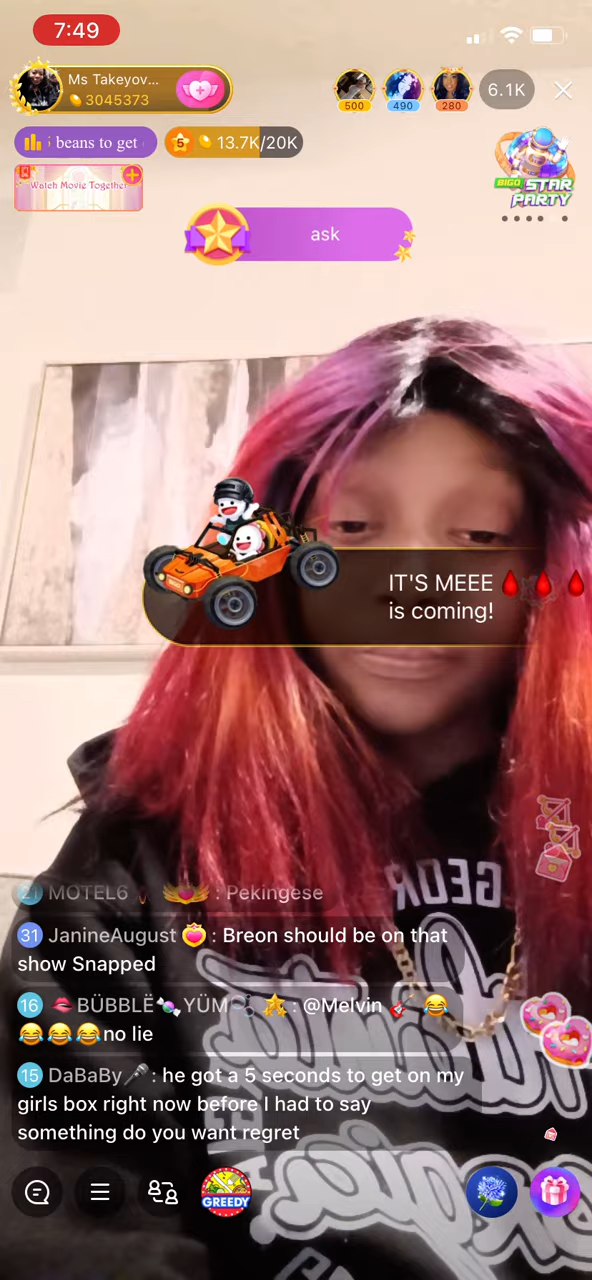 7:49
Ms Takeyov...
3045373
500
490
280
6.1K
beans to get
5 13.7K/20K
Watch Movie Together
BIGO STAR
PARTY
ask
IT'S MEEE 🩸 🩸 🩸
is coming!
21 MOTEL6 : Pekingese
31 JanineAugust : Breon should be on that
show Snapped
16 💋BÜBBLË🍬YÜM : @Melvin 🎸 😂
😂😂😂no lie
15 DaBaBy🎤 : he got a 5 seconds to get on my
girls box right now before I had to say
something do you want regret
GREEDY